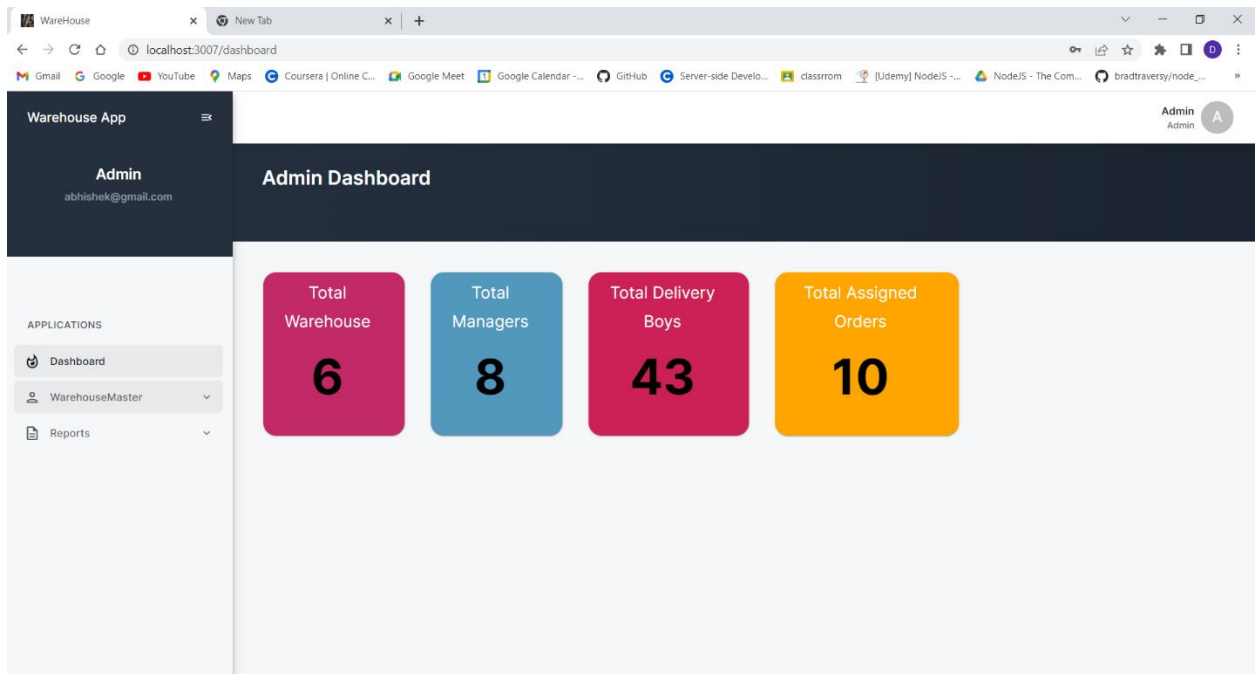 WareHouse
New Tab
localhost:3007/dashboard
Gmail Google YouTube Maps Coursera | Online C... Google Meet Google Calendar -... GitHub Server-side Develo... classrrom [Udemy] NodeJS -... NodeJS - The Com... bradtraversy/node_...
D
Warehouse App
Admin
Admin
A
Admin
abhishek@gmail.com
Admin Dashboard
APPLICATIONS
Dashboard
WarehouseMaster
Reports
Total
Warehouse
6
Total
Managers
8
Total Delivery
Boys
43
Total Assigned
Orders
10